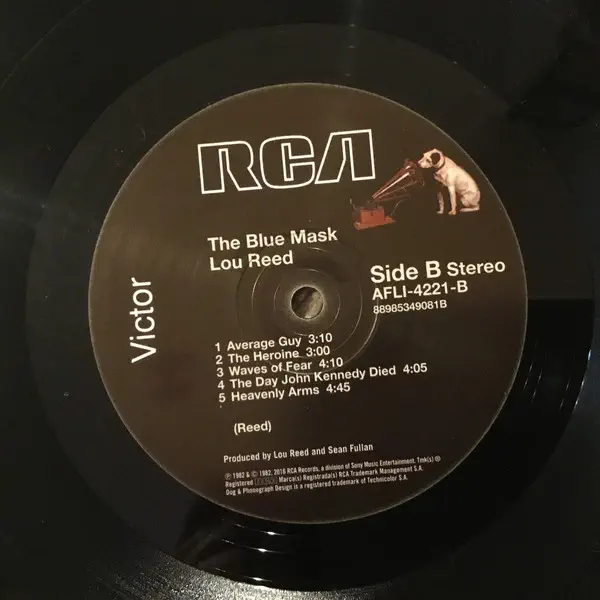 RCA
The Blue Mask
Lou Reed
Side B Stereo
AFLI-4221-B
88985349081B
Victor
1 Average Guy 3:10
2 The Heroine 3:00
3 Waves of Fear 4:10
4 The Day John Kennedy Died 4:05
5 Heavenly Arms 4:45
(Reed)
Produced by Lou Reed and Sean Fullan
℗ 1982 & © 1982, 2016 RCA Records, a division of Sony Music Entertainment. Tmk(s) ®
Registered RCA Marca(s) Registrada(s) RCA Trademark Management S.A.
Dog & Phonograph Design is a registered trademark of Technicolor S.A.